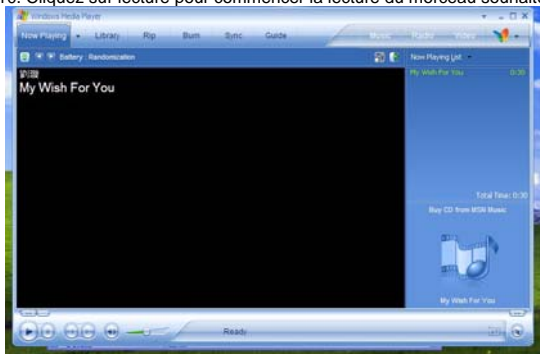 10. Cliquez sur lecture pour commencer la lecture du morceau souhaité
Windows Media Player
Now Playing Library Rip Burn Sync Guide Music Radio Video
Battery : Randomization Now Playing List
My Wish For You 0:30
My Wish For You
Total Time: 0:30
Buy CD from MSN Music
My Wish For You
Ready